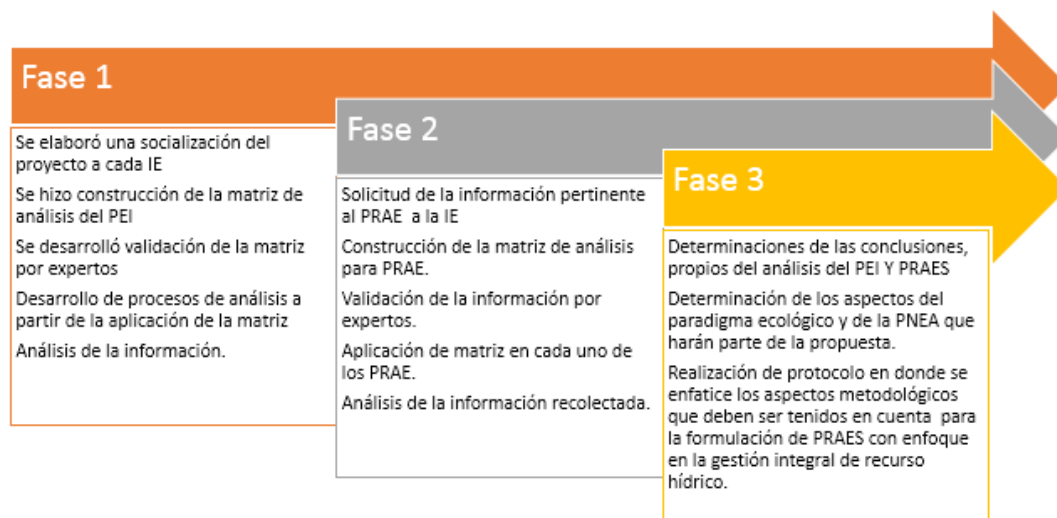 Fase 1
Se elaboró una socialización del
proyecto a cada IE
Se hizo construcción de la matriz de
análisis del PEI
Se desarrolló validación de la matriz
por expertos
Desarrollo de procesos de análisis a
partir de la aplicación de la matriz
Análisis de la información.
Fase 2
Solicitud de la información pertinente
al PRAE a la IE
Construcción de la matriz de análisis
para PRAE.
Validación de la información por
expertos.
Aplicación de matriz en cada uno de
los PRAE.
Análisis de la información recolectada.
Fase 3
Determinaciones de las conclusiones,
propios del análisis del PEI Y PRAES
Determinación de los aspectos del
paradigma ecológico y de la PNEA que
harán parte de la propuesta.
Realización de protocolo en donde se
enfatice los aspectos metodológicos
que deben ser tenidos en cuenta para
la formulación de PRAES con enfoque
en la gestión integral de recurso
hídrico.